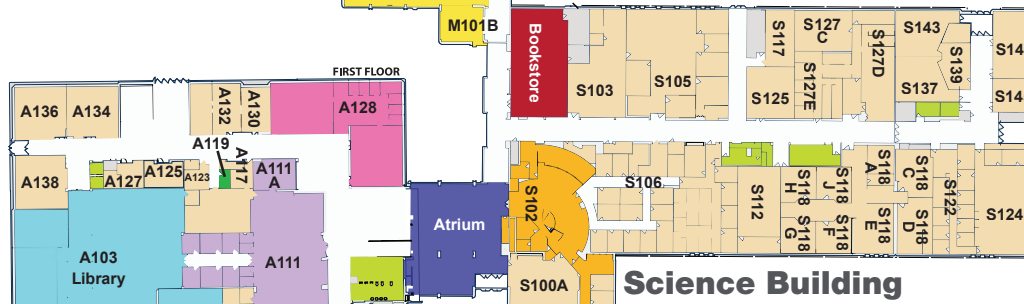 M101B
Bookstore
S103
S105
S117
S127
C
S127D
S143
S139
S14
S125
S127E
S137
S14
FIRST FLOOR
A136
A134
A132
A130
A128
A119
A117
A138
A127
A125
A123
A111
A
S102
S106
S112
S118
H
S118
J
S118
A
S118
C
S122
S124
S118
G
S118
F
S118
E
S118
D
Atrium
A103
Library
A111
S100A
Science Building